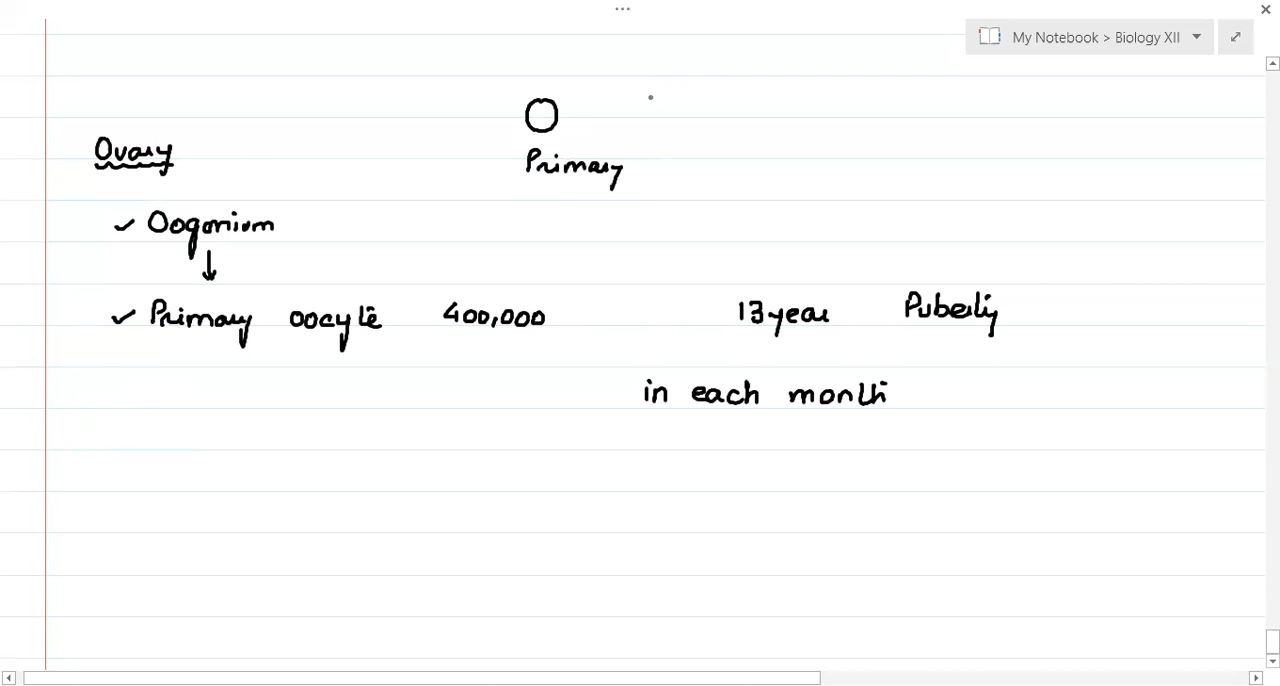 My Notebook > Biology XII
Ovary
Primary
Oogonium
Primary oocyte 400,000 13 year Puberty
in each month